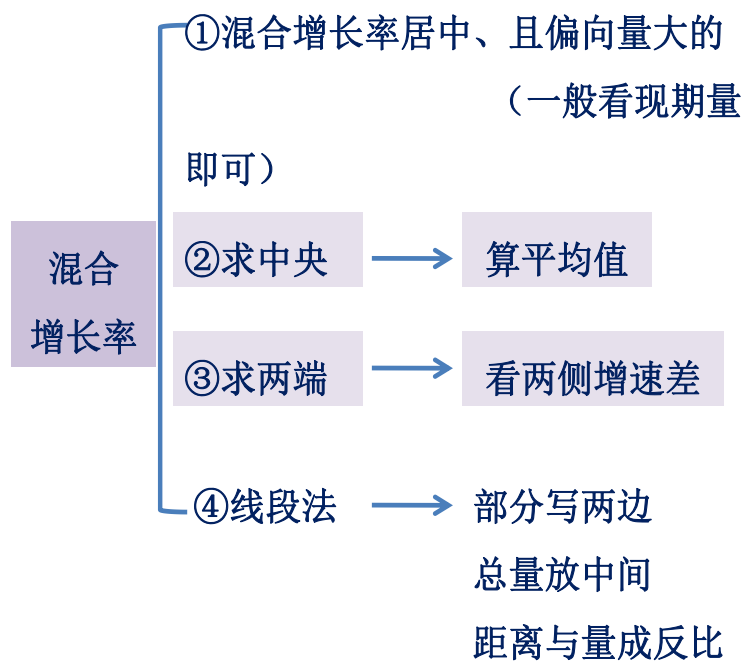 ①混合增长率居中、且偏向量大的
（一般看现期量
即可）
混合
增长率
②求中央
算平均值
③求两端
看两侧增速差
④线段法
部分写两边
总量放中间
距离与量成反比